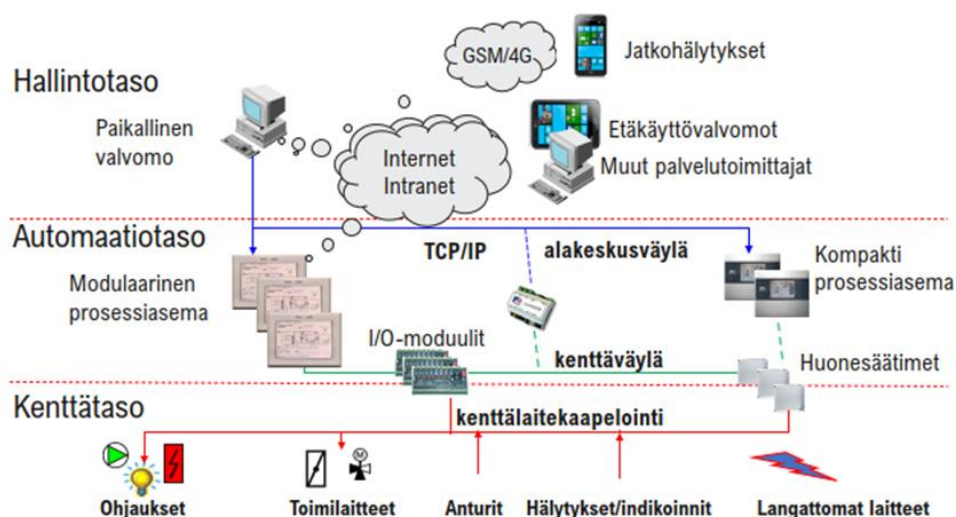 GSM/4G
Jatkohälytykset
Hallintotaso
Paikallinen
valvomo
Internet
Intranet
Etäkäyttövalvomot
Muut palvelutoimittajat
Automaatiotaso
TCP/IP
alakeskusväylä
Kompakti
prosessiasema
Modulaarinen
prosessiasema
I/O-moduulit
kenttäväylä
Huonesäätimet
Kenttätaso
kenttälaitekaapelointi
M
Ohjaukset
Toimilaitteet
Anturit
Hälytykset/indikoinnit
Langattomat laitteet